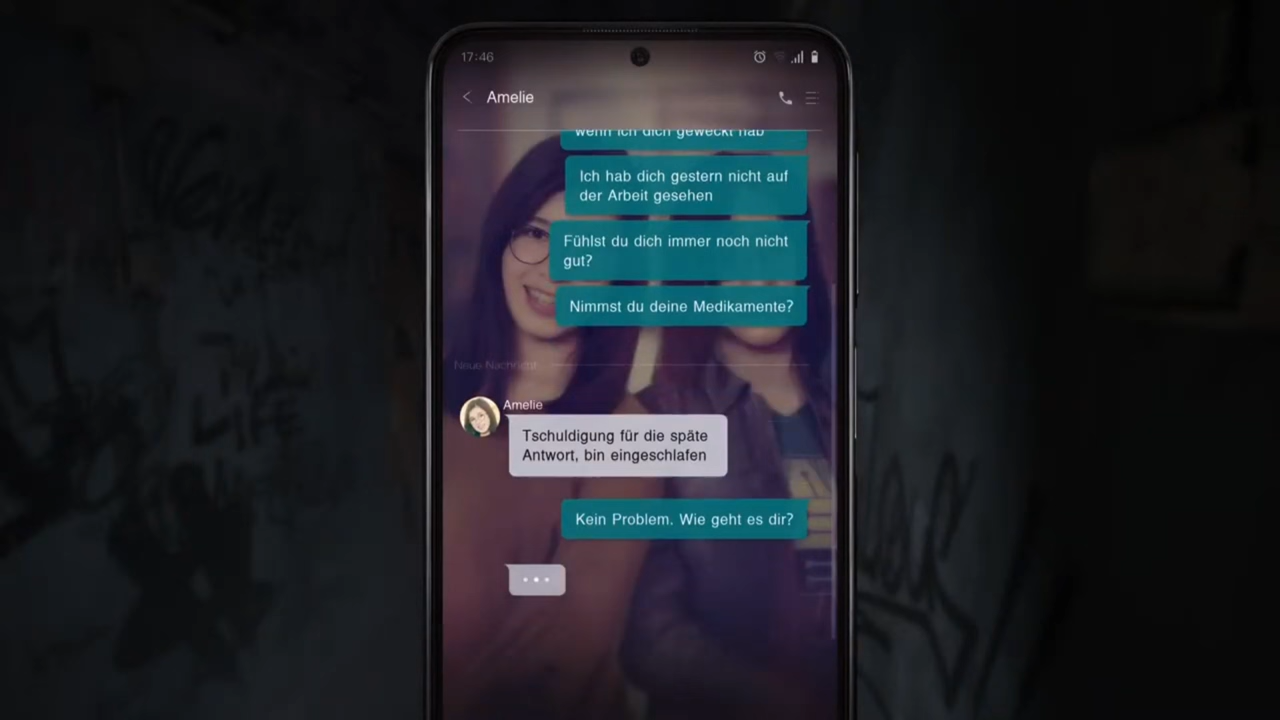 17:46
Amelie
wenn ich dich geweckt hab
Ich hab dich gestern nicht auf
der Arbeit gesehen
Fühlst du dich immer noch nicht
gut?
Nimmst du deine Medikamente?
Neue Nachricht
Amelie
Tschuldigung für die späte
Antwort, bin eingeschlafen
Kein Problem. Wie geht es dir?
LIFE